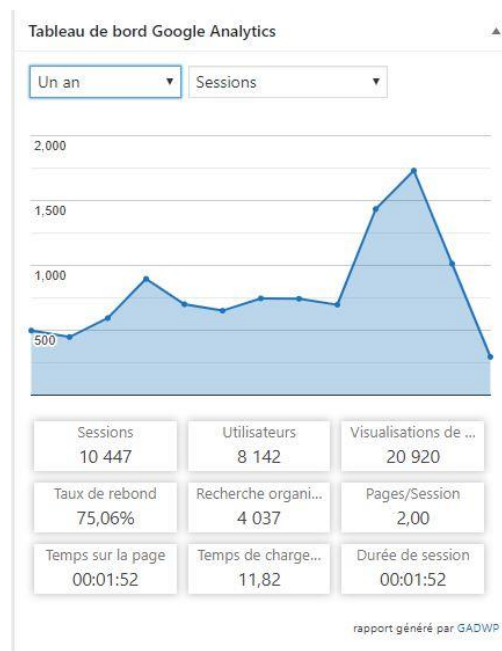 Tableau de bord Google Analytics
Un an
Sessions
2,000
1,500
1,000
500
Sessions
Utilisateurs
Visualisations de ...
10 447
8 142
20 920
Taux de rebond
Recherche organi...
Pages/Session
75,06%
4 037
2,00
Temps sur la page
Temps de charge...
Durée de session
00:01:52
11,82
00:01:52
rapport généré par GADWP